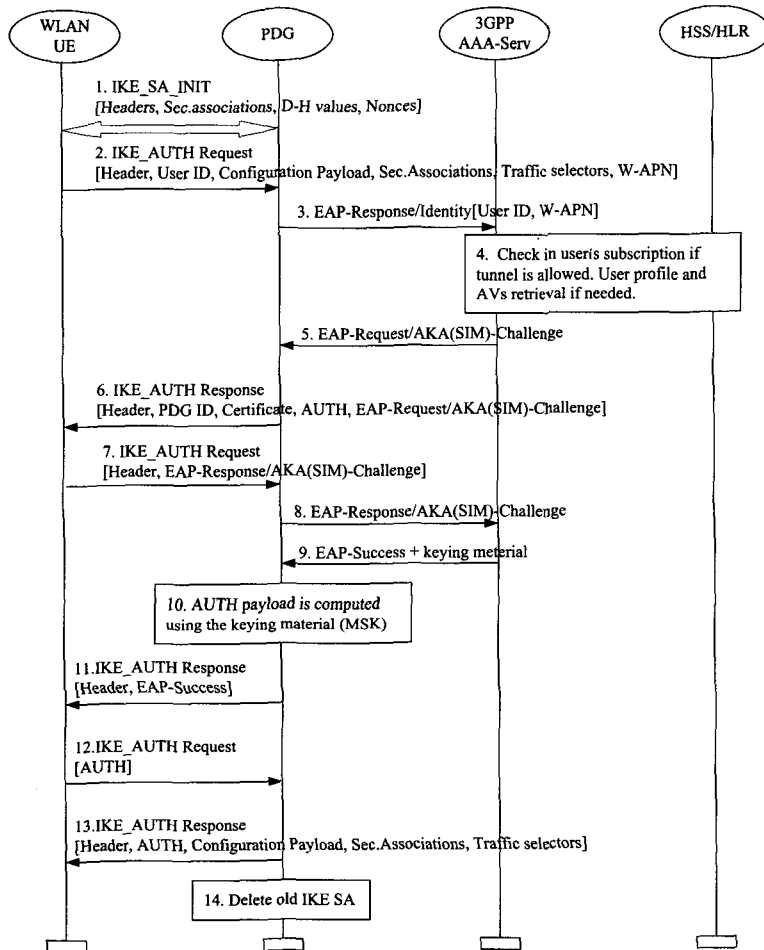 WLAN
UE
PDG
3GPP
AAA-Serv
HSS/HLR
1. IKE_SA_INIT
[Headers, Sec.associations, D-H values, Nonces]
2. IKE_AUTH Request
[Header, User ID, Configuration Payload, Sec.Associations, Traffic selectors, W-APN]
3. EAP-Response/Identity[User ID, W-APN]
4. Check in user's subscription if
tunnel is allowed. User profile and
AVs retrieval if needed.
5. EAP-Request/AKA(SIM)-Challenge
6. IKE_AUTH Response
[Header, PDG ID, Certificate, AUTH, EAP-Request/AKA(SIM)-Challenge]
7. IKE_AUTH Request
[Header, EAP-Response/AKA(SIM)-Challenge]
8. EAP-Response/AKA(SIM)-Challenge
9. EAP-Success + keying meterial
10. AUTH payload is computed
using the keying material (MSK)
11.IKE_AUTH Response
[Header, EAP-Success]
12.IKE_AUTH Request
[AUTH]
13.IKE_AUTH Response
[Header, AUTH, Configuration Payload, Sec.Associations, Traffic selectors]
14. Delete old IKE SA